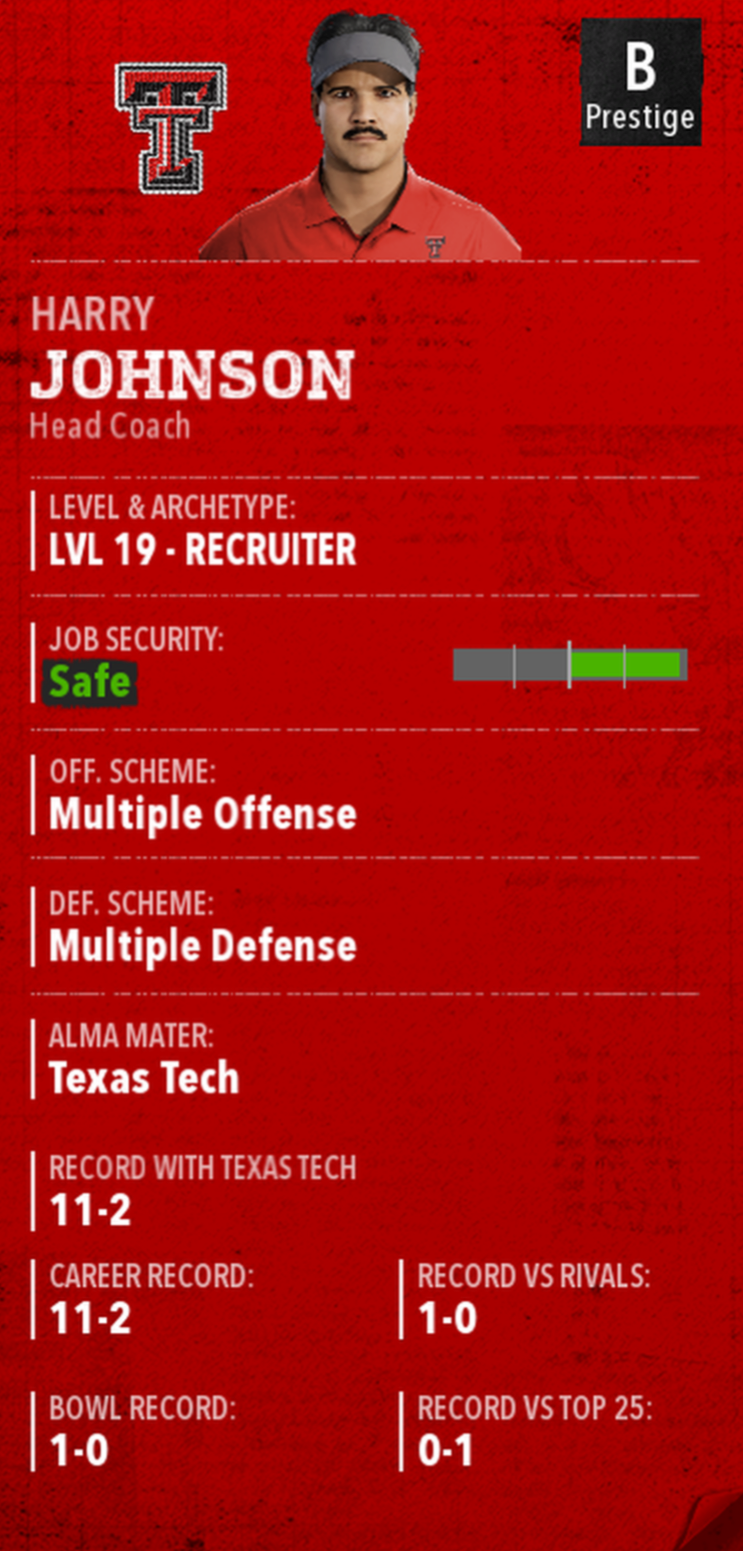 B
Prestige
HARRY
JOHNSON
Head Coach
LEVEL & ARCHETYPE:
LVL 19 - RECRUITER
JOB SECURITY:
Safe
OFF. SCHEME:
Multiple Offense
DEF. SCHEME:
Multiple Defense
ALMA MATER:
Texas Tech
RECORD WITH TEXAS TECH
11-2
CAREER RECORD:
11-2
RECORD VS RIVALS:
1-0
BOWL RECORD:
1-0
RECORD VS TOP 25:
0-1